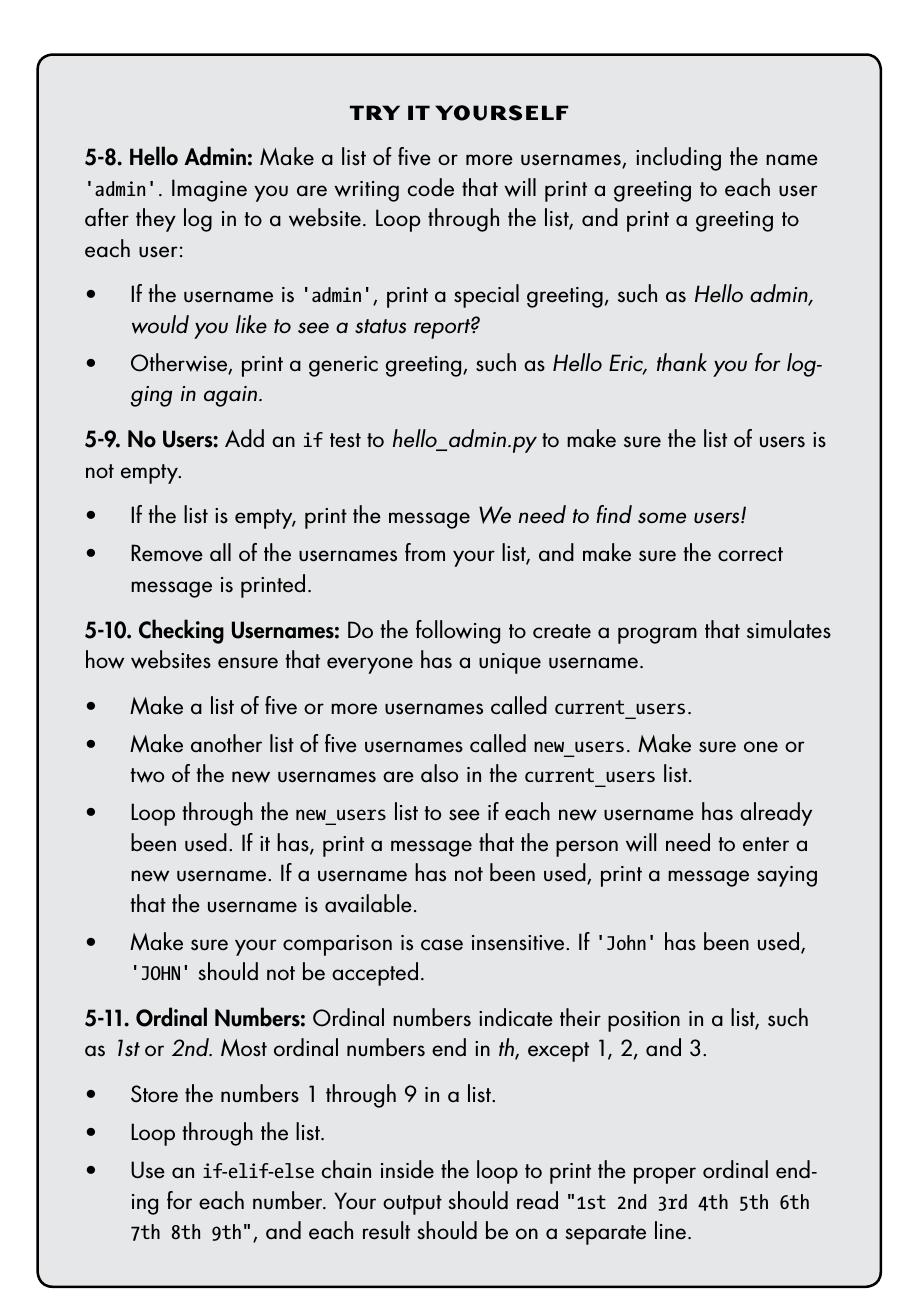 TRY IT YOURSELF
5-8. Hello Admin: Make a list of five or more usernames, including the name
'admin'. Imagine you are writing code that will print a greeting to each user
after they log in to a website. Loop through the list, and print a greeting to
each user:
• If the username is 'admin', print a special greeting, such as Hello admin,
would you like to see a status report?
• Otherwise, print a generic greeting, such as Hello Eric, thank you for log-
ging in again.
5-9. No Users: Add an if test to hello_admin.py to make sure the list of users is
not empty.
• If the list is empty, print the message We need to find some users!
• Remove all of the usernames from your list, and make sure the correct
message is printed.
5-10. Checking Usernames: Do the following to create a program that simulates
how websites ensure that everyone has a unique username.
• Make a list of five or more usernames called current_users.
• Make another list of five usernames called new_users. Make sure one or
two of the new usernames are also in the current_users list.
• Loop through the new_users list to see if each new username has already
been used. If it has, print a message that the person will need to enter a
new username. If a username has not been used, print a message saying
that the username is available.
• Make sure your comparison is case insensitive. If 'John' has been used,
'JOHN' should not be accepted.
5-11. Ordinal Numbers: Ordinal numbers indicate their position in a list, such
as 1st or 2nd. Most ordinal numbers end in th, except 1, 2, and 3.
• Store the numbers 1 through 9 in a list.
• Loop through the list.
• Use an if-elif-else chain inside the loop to print the proper ordinal end-
ing for each number. Your output should read "1st 2nd 3rd 4th 5th 6th
7th 8th 9th", and each result should be on a separate line.